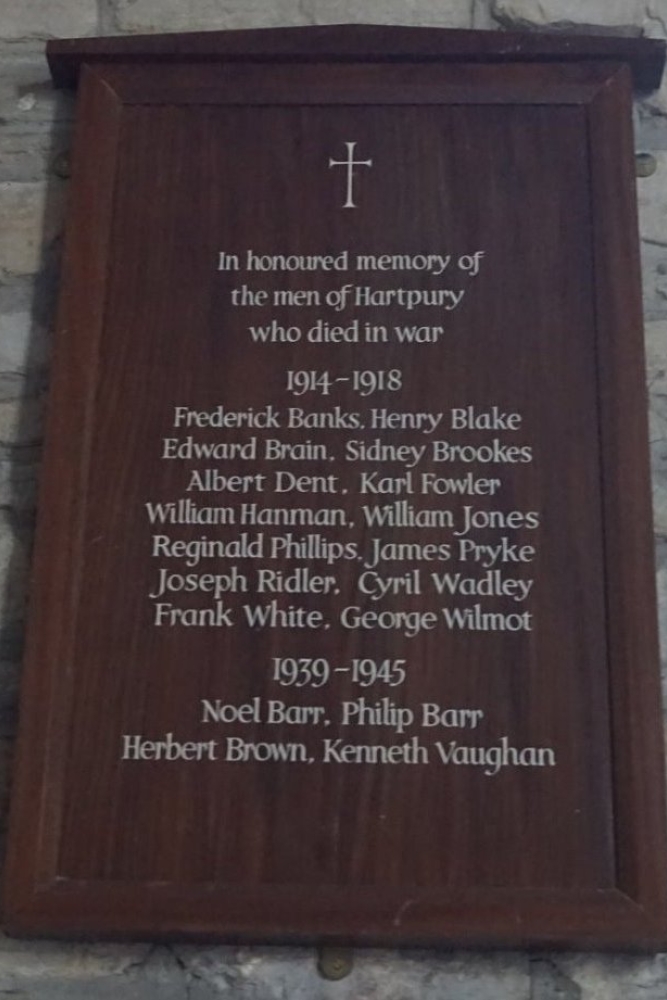 In honoured memory of
the men of Hartpury
who died in war
1914-1918
Frederick Banks, Henry Blake
Edward Brain, Sidney Brookes
Albert Dent, Karl Fowler
William Hanman, William Jones
Reginald Phillips, James Pryke
Joseph Ridler, Cyril Wadley
Frank White, George Wilmot
1939-1945
Noel Barr, Philip Barr
Herbert Brown, Kenneth Vaughan